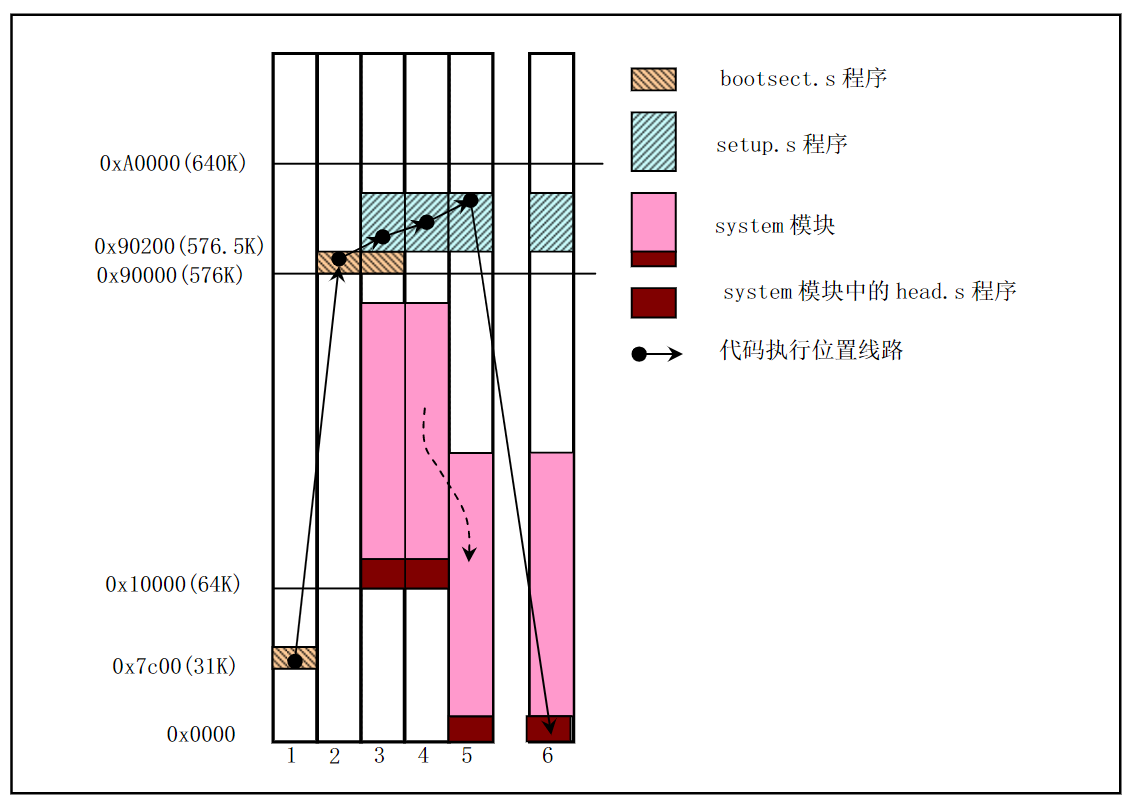 0xA0000(640K)
0x90200(576.5K)
0x90000(576K)
0x10000(64K)
0x7c00(31K)
0x0000
1 2 3 4 5 6
bootsect.s 程序
setup.s 程序
system 模块
system 模块中的 head.s 程序
代码执行位置线路